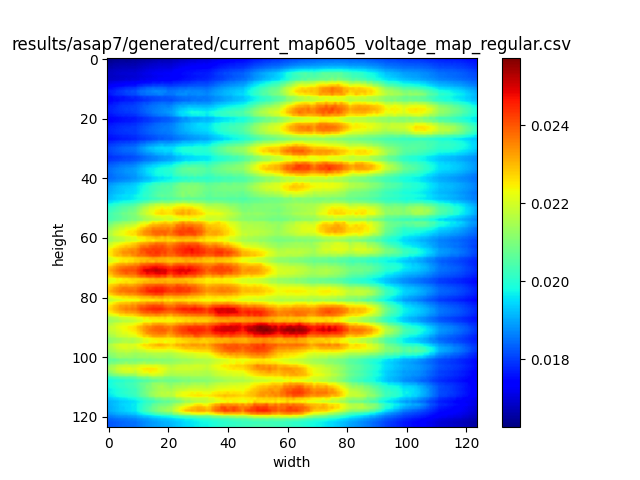 results/asap7/generated/current_map605_voltage_map_regular.csv
0
20
40
60
80
100
120
height
0 20 40 60 80 100 120
width
0.024
0.022
0.020
0.018